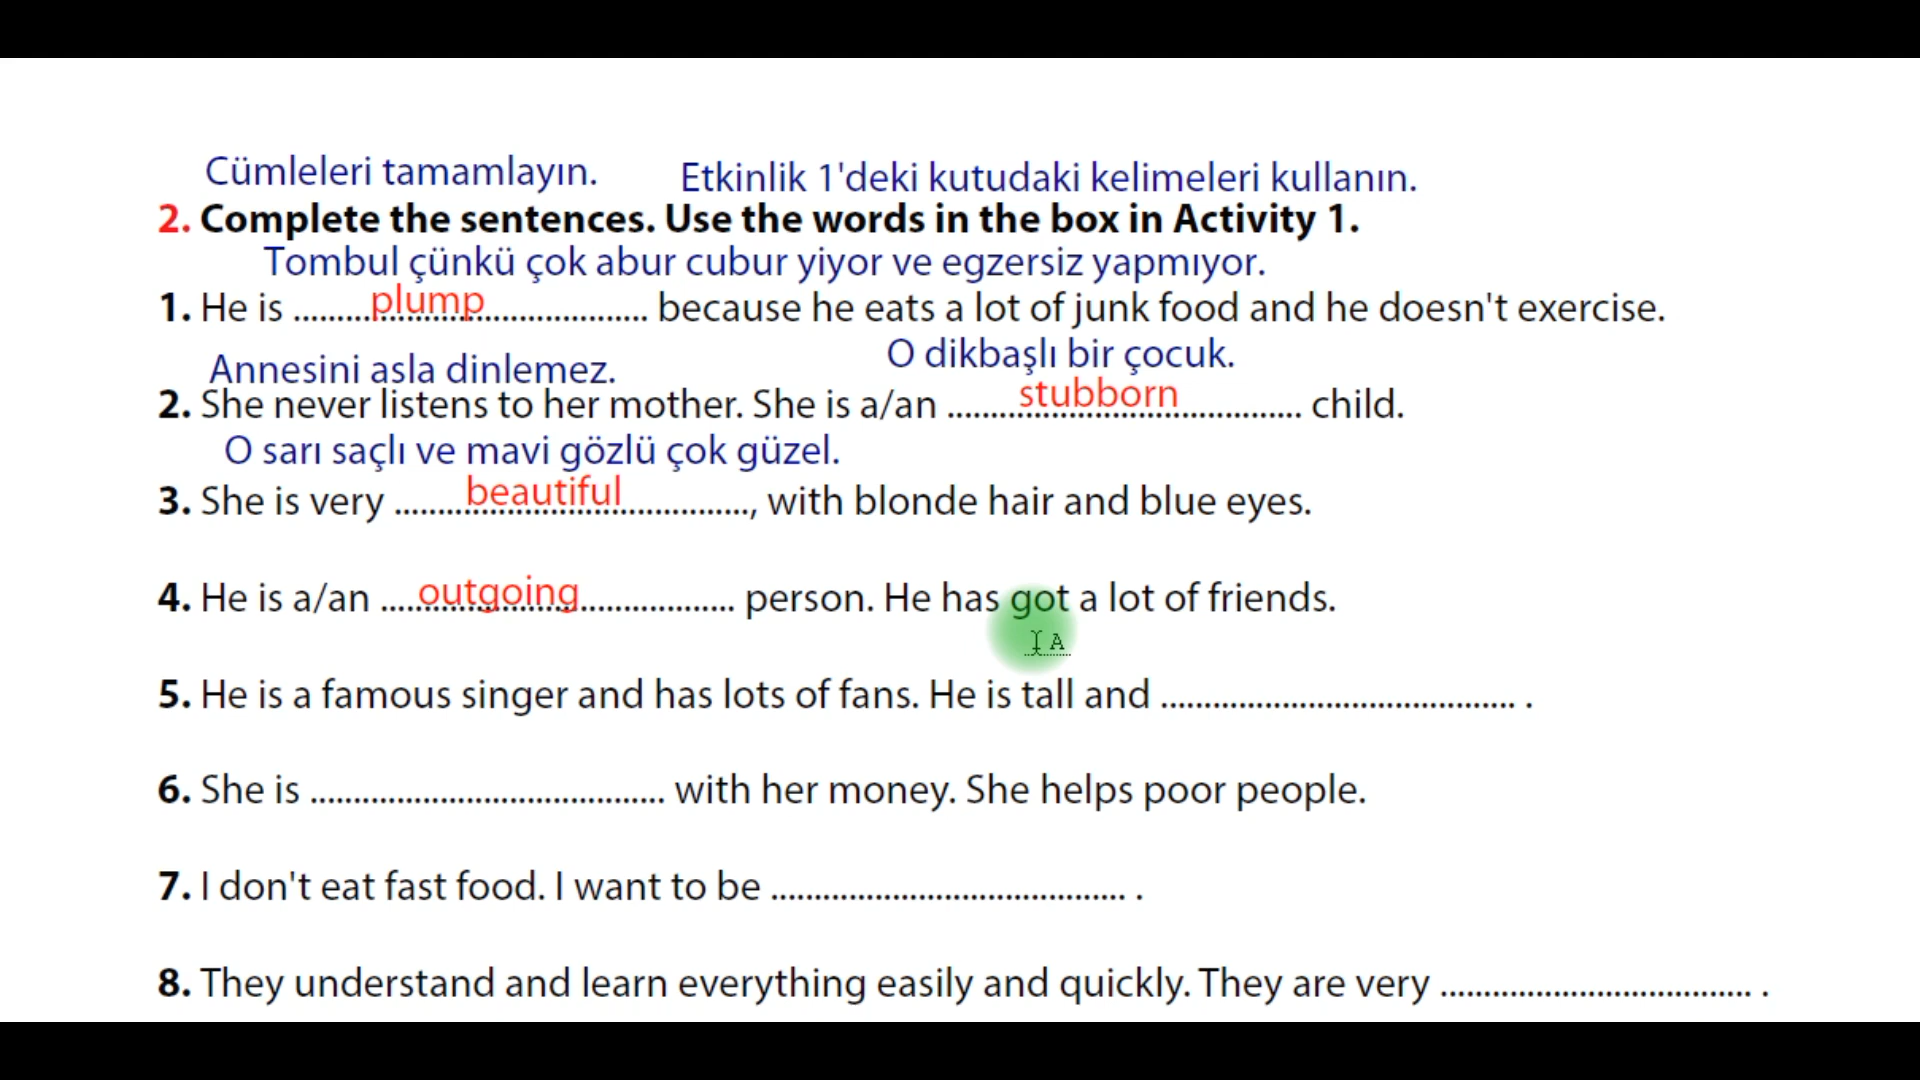 Cümleleri tamamlayın. Etkinlik 1'deki kutudaki kelimeleri kullanın.
2. Complete the sentences. Use the words in the box in Activity 1.
Tombul çünkü çok abur cubur yiyor ve egzersiz yapmıyor.
1. He is ..........plump.......... because he eats a lot of junk food and he doesn't exercise.
Annesini asla dinlemez. O dikbaşlı bir çocuk.
2. She never listens to her mother. She is a/an ..........stubborn.......... child.
O sarı saçlı ve mavi gözlü çok güzel.
3. She is very ..........beautiful.........., with blonde hair and blue eyes.
4. He is a/an ..........outgoing.......... person. He has got a lot of friends.
5. He is a famous singer and has lots of fans. He is tall and .......................................... .
6. She is .......................................... with her money. She helps poor people.
7. I don't eat fast food. I want to be .......................................... .
8. They understand and learn everything easily and quickly. They are very ..................................... .